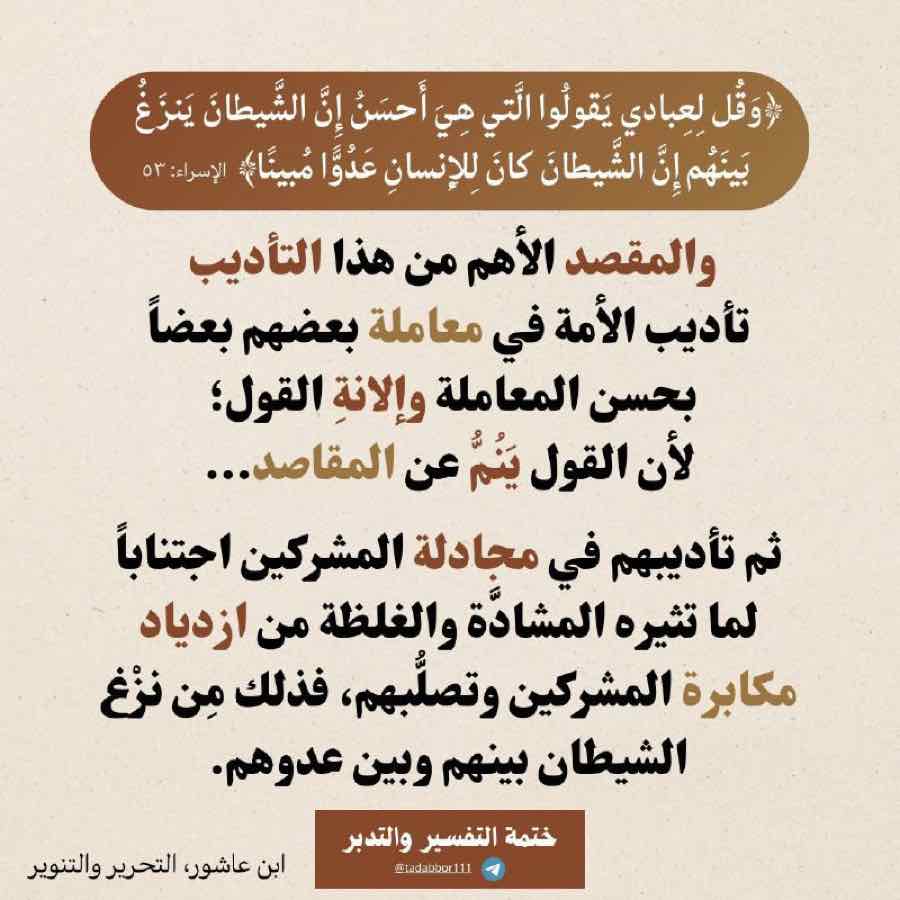 ﴿وَقُل لِعِبادي يَقولُوا الَّتي هِيَ أَحسَنُ إِنَّ الشَّيطانَ يَنزَغُ
بَينَهُم إِنَّ الشَّيطانَ كانَ لِلإِنسانِ عَدُوًّا مُبينًا﴾ الإسراء: ٥٣
والمقصد الأهم من هذا التأديب
تأديب الأمة في معاملة بعضهم بعضاً
بحسن المعاملة وإلانةِ القول؛
لأن القول يَنُمُّ عن المقاصد...
ثم تأديبهم في مجادلة المشركين اجتناباً
لما تثيره المشادَّة والغلظة من ازدياد
مكابرة المشركين وتصلُّبهم، فذلك مِن نزْغ
الشيطان بينهم وبين عدوهم.
ختمة التفسير والتدبر
@tadabbor111
ابن عاشور، التحرير والتنوير